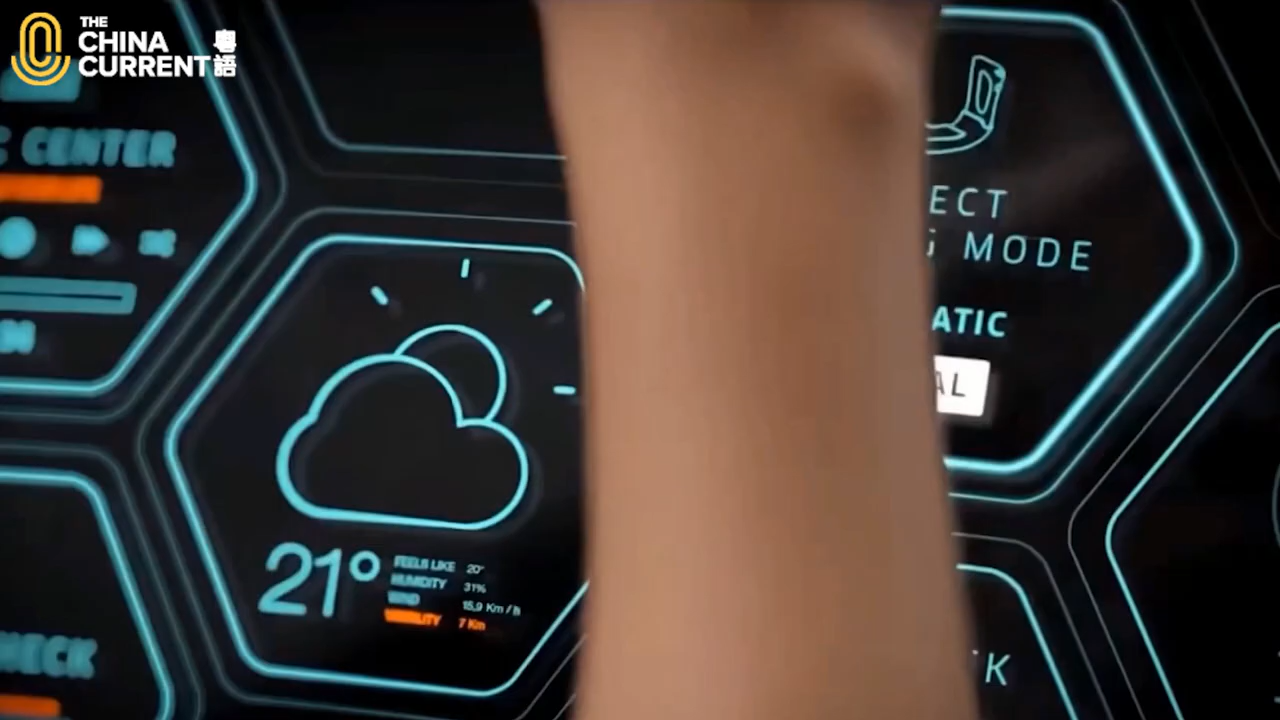 THE
CHINA
CURRENT
粵語
C CENTER
ECT
G MODE
ATIC
AL
21°
FEELS LIKE 20°
HUMIDITY 31%
WIND 15,9 Km / h
VISIBILITY 7 Km
HECK
K